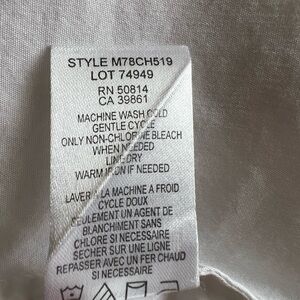 STYLE M78CH519
LOT 74949
RN 50814
CA 39861
MACHINE WASH COLD
GENTLE CYCLE
ONLY NON-CHLORINE BLEACH
WHEN NEEDED
LINE DRY
WARM IRON IF NEEDED
LAVER A LA MACHINE A FROID
CYCLE DOUX
SEULEMENT UN AGENT DE
BLANCHIMENT SANS
CHLORE SI NECESSAIRE
SECHER SUR UNE LIGNE
REPASSER AVEC UN FER CHAUD
SI NECESSAIRE